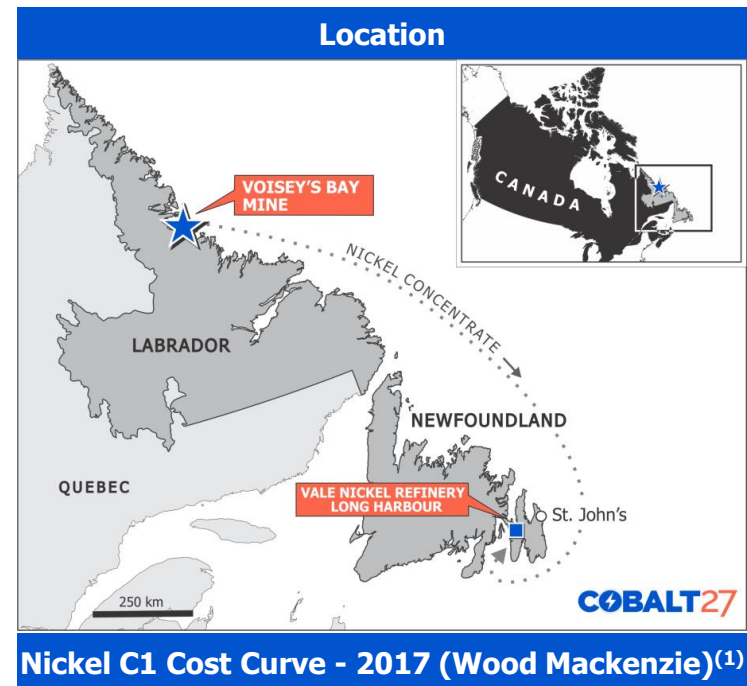 Location
CANADA
VOISEY'S BAY
MINE
NICKEL CONCENTRATE
LABRADOR
NEWFOUNDLAND
QUEBEC
VALE NICKEL REFINERY
LONG HARBOUR
St. John's
250 km
COBALT27
Nickel C1 Cost Curve - 2017 (Wood Mackenzie)(1)